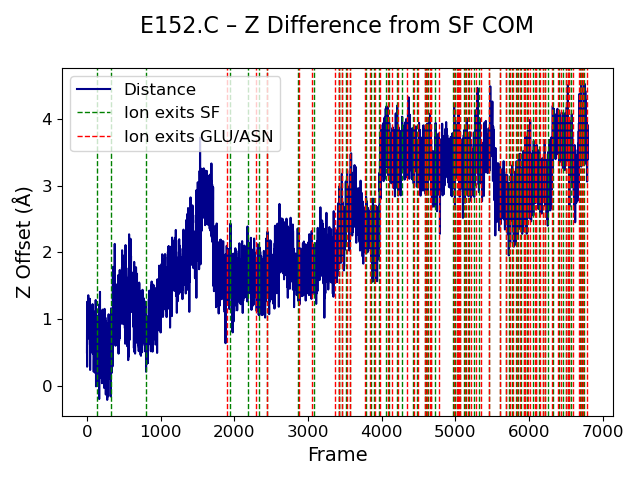 E152.C – Z Difference from SF COM
Distance
Ion exits SF
Ion exits GLU/ASN
Z Offset (Å)
4
3
2
1
0
0 1000 2000 3000 4000 5000 6000 7000
Frame